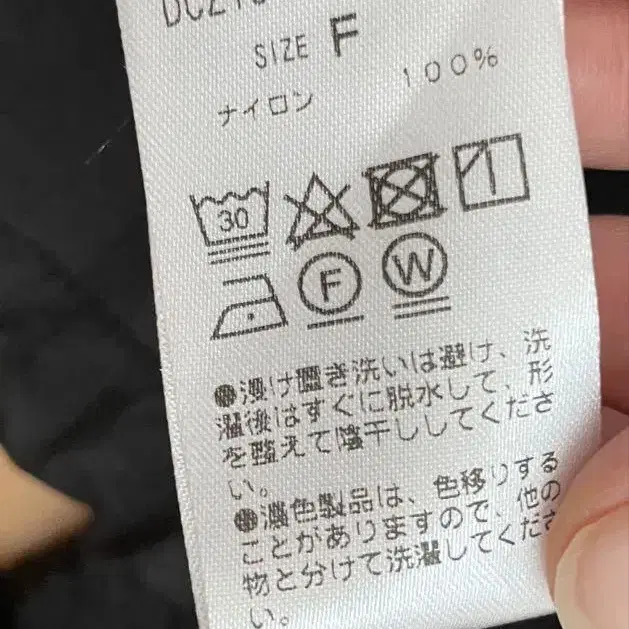 SIZE F
ナイロン 100%
30
F W
●浸け置き洗いは避け、洗
濯後はすぐに脱水して、形
を整えて陰干ししてくださ
い。
●濃色製品は、色移りする
ことがありますので、他の
物と分けて洗濯してくださ
い。